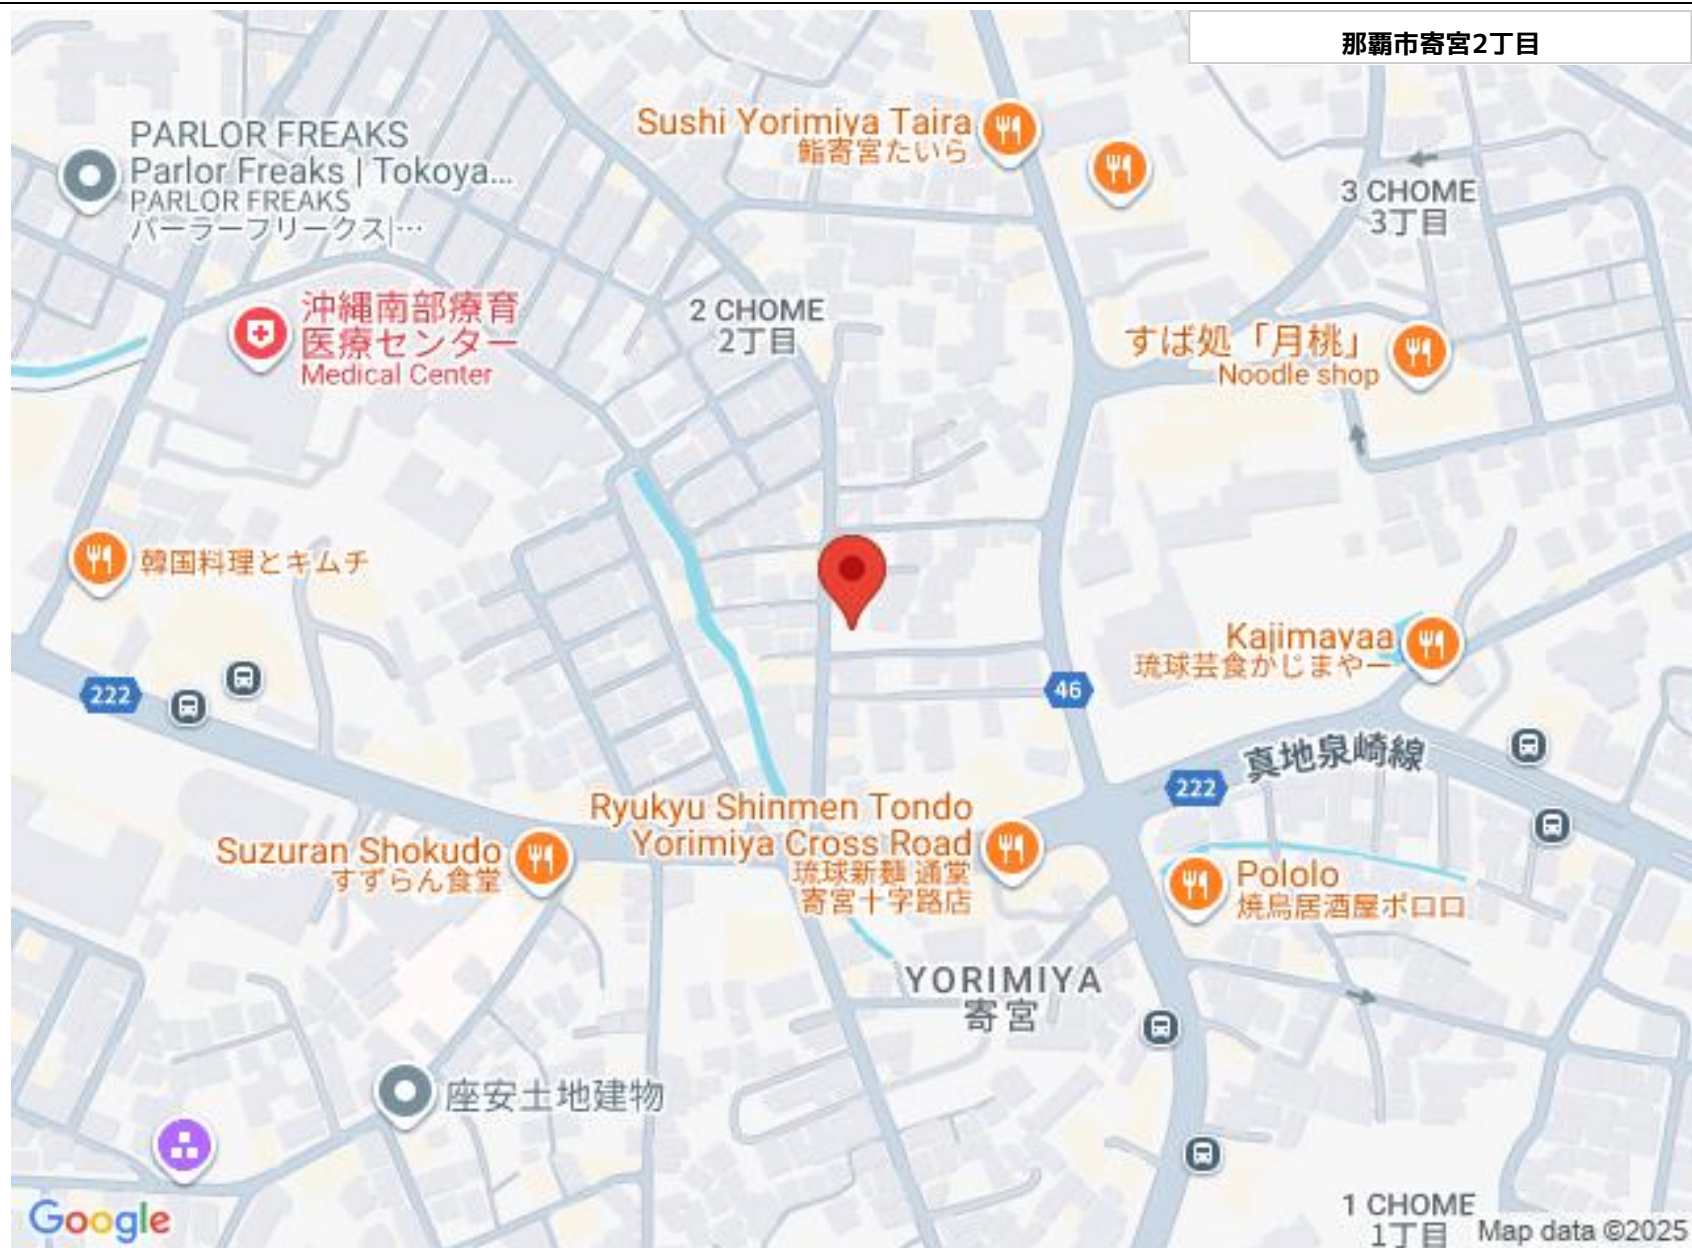 那覇市寄宮2丁目
PARLOR FREAKS
Parlor Freaks | Tokoya...
PARLOR FREAKS
パーラーフリークス|…
Sushi Yorimiya Taira
鮨寄宮たいら
3 CHOME
3丁目
沖縄南部療育
医療センター
Medical Center
2 CHOME
2丁目
すば処「月桃」
Noodle shop
韓国料理とキムチ
Kajimayaa
琉球芸食かじまやー
222
46
真地泉崎線
222
Ryukyu Shinmen Tondo
Yorimiya Cross Road
琉球新麺 通堂
寄宮十字路店
Suzuran Shokudo
すずらん食堂
Pololo
焼鳥居酒屋ポロロ
YORIMIYA
寄宮
座安土地建物
1 CHOME
1丁目
Google
Map data ©2025